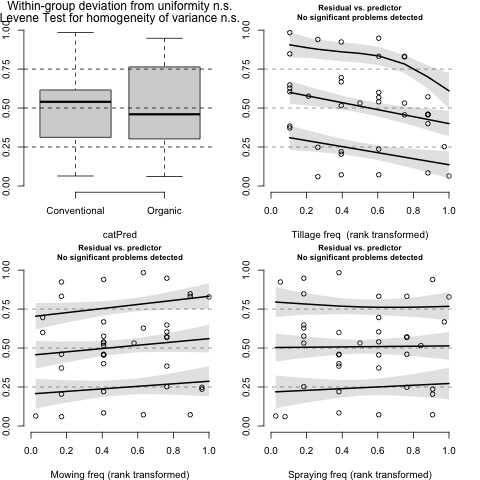 Within-group deviation from uniformity n.s.
Levene Test for homogeneity of variance n.s.
0.00 0.25 0.50 0.75 1.00
Conventional Organic
catPred
Residual vs. predictor
No significant problems detected
0.00 0.25 0.50 0.75 1.00
0.0 0.2 0.4 0.6 0.8 1.0
Tillage freq (rank transformed)
Residual vs. predictor
No significant problems detected
0.00 0.25 0.50 0.75 1.00
0.0 0.2 0.4 0.6 0.8 1.0
Mowing freq (rank transformed)
Residual vs. predictor
No significant problems detected
0.00 0.25 0.50 0.75 1.00
0.0 0.2 0.4 0.6 0.8 1.0
Spraying freq (rank transformed)